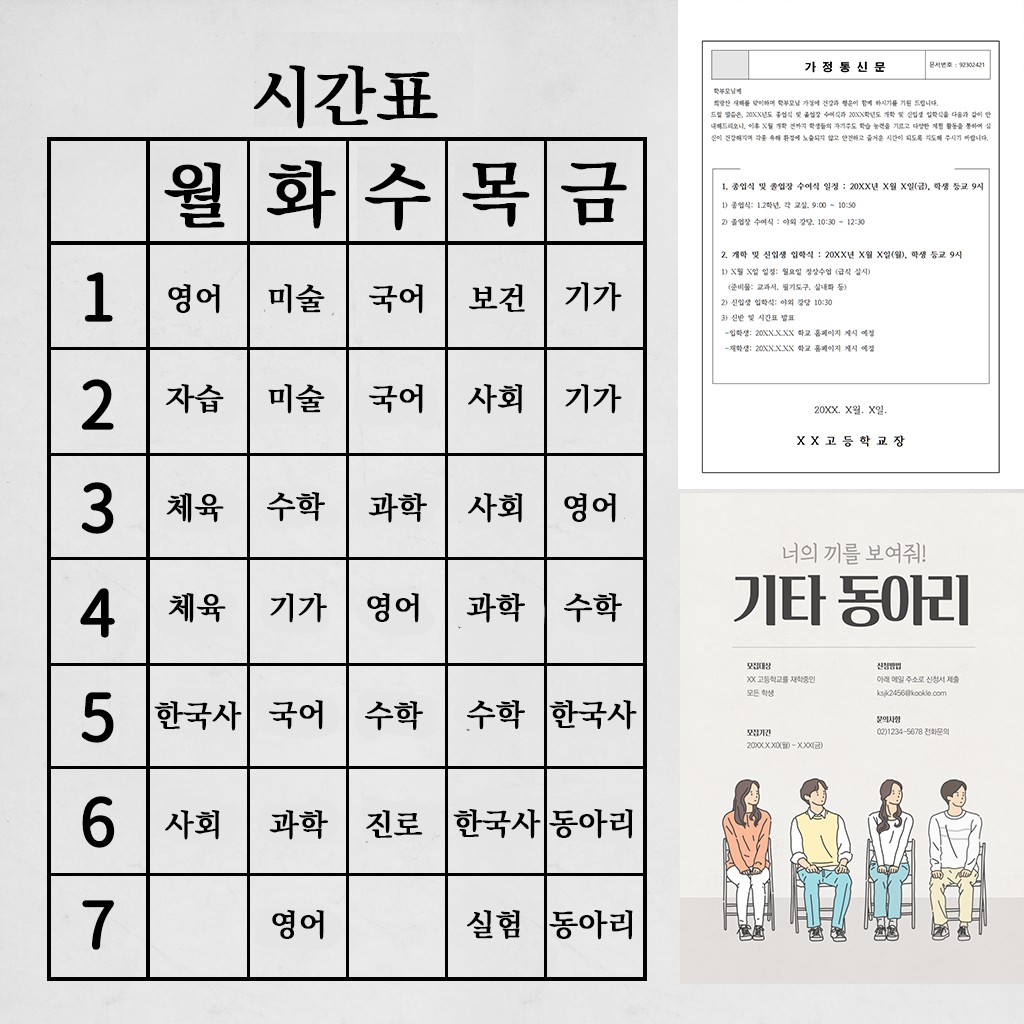 시간표
월 화 수 목 금
1 영어 미술 국어 보건 기가
2 자습 미술 국어 사회 기가
3 체육 수학 과학 사회 영어
4 체육 기가 영어 과학 수학
5 한국사 국어 수학 수학 한국사
6 사회 과학 진로 한국사 동아리
7 영어 실험 동아리
가 정 통 신 문
문서번호 : 92302421
학부모님께
희망찬 새해를 맞이하여 학부모님 가정에 건강과 행운이 함께 하시기를 기원 드립니다.
드릴 말씀은, 20XX년도 종업식 및 졸업장 수여식과 20XX학년도 개학 및 신입생 입학식을 다음과 같이 안
내해드리오니, 이후 X월 개학 전까지 학생들의 자기주도 학습 능력을 기르고 다양한 체험 활동을 통하여 심
신이 건강해지며 각종 유해 환경에 노출되지 않고 안전하고 즐거운 시간이 되도록 지도해 주시기 바랍니다.
1. 종업식 및 졸업장 수여식 일정 : 20XX년 X월 X일(금), 학생 등교 9시
1) 종업식: 1,2학년, 각 교실, 9:00 ~ 10:50
2) 졸업장 수여식 : 야외 강당, 10:30 ~ 12:30
2. 개학 및 신입생 입학식 : 20XX년 X월 X일(월), 학생 등교 9시
1) X월 X일 일정: 월요일 정상수업 (급식 실시)
(준비물: 교과서, 필기도구, 실내화 등)
2) 신입생 입학식: 야외 강당 10:30
3) 신반 및 시간표 발표
-입학생: 20XX.X.XX 학교 홈페이지 게시 예정
-재학생: 20XX.X.XX 학교 홈페이지 게시 예정
20XX. X월. X일.
X X 고 등 학 교 장
너의 끼를 보여줘!
기타 동아리
모집대상
XX 고등학교를 재학중인
모든 학생
모집기간
20XX.X.X0(월) - X.XX(금)
신청방법
아래 메일 주소로 신청서 제출
ksjk2456@kookle.com
문의사항
02)1234-5678 전화문의